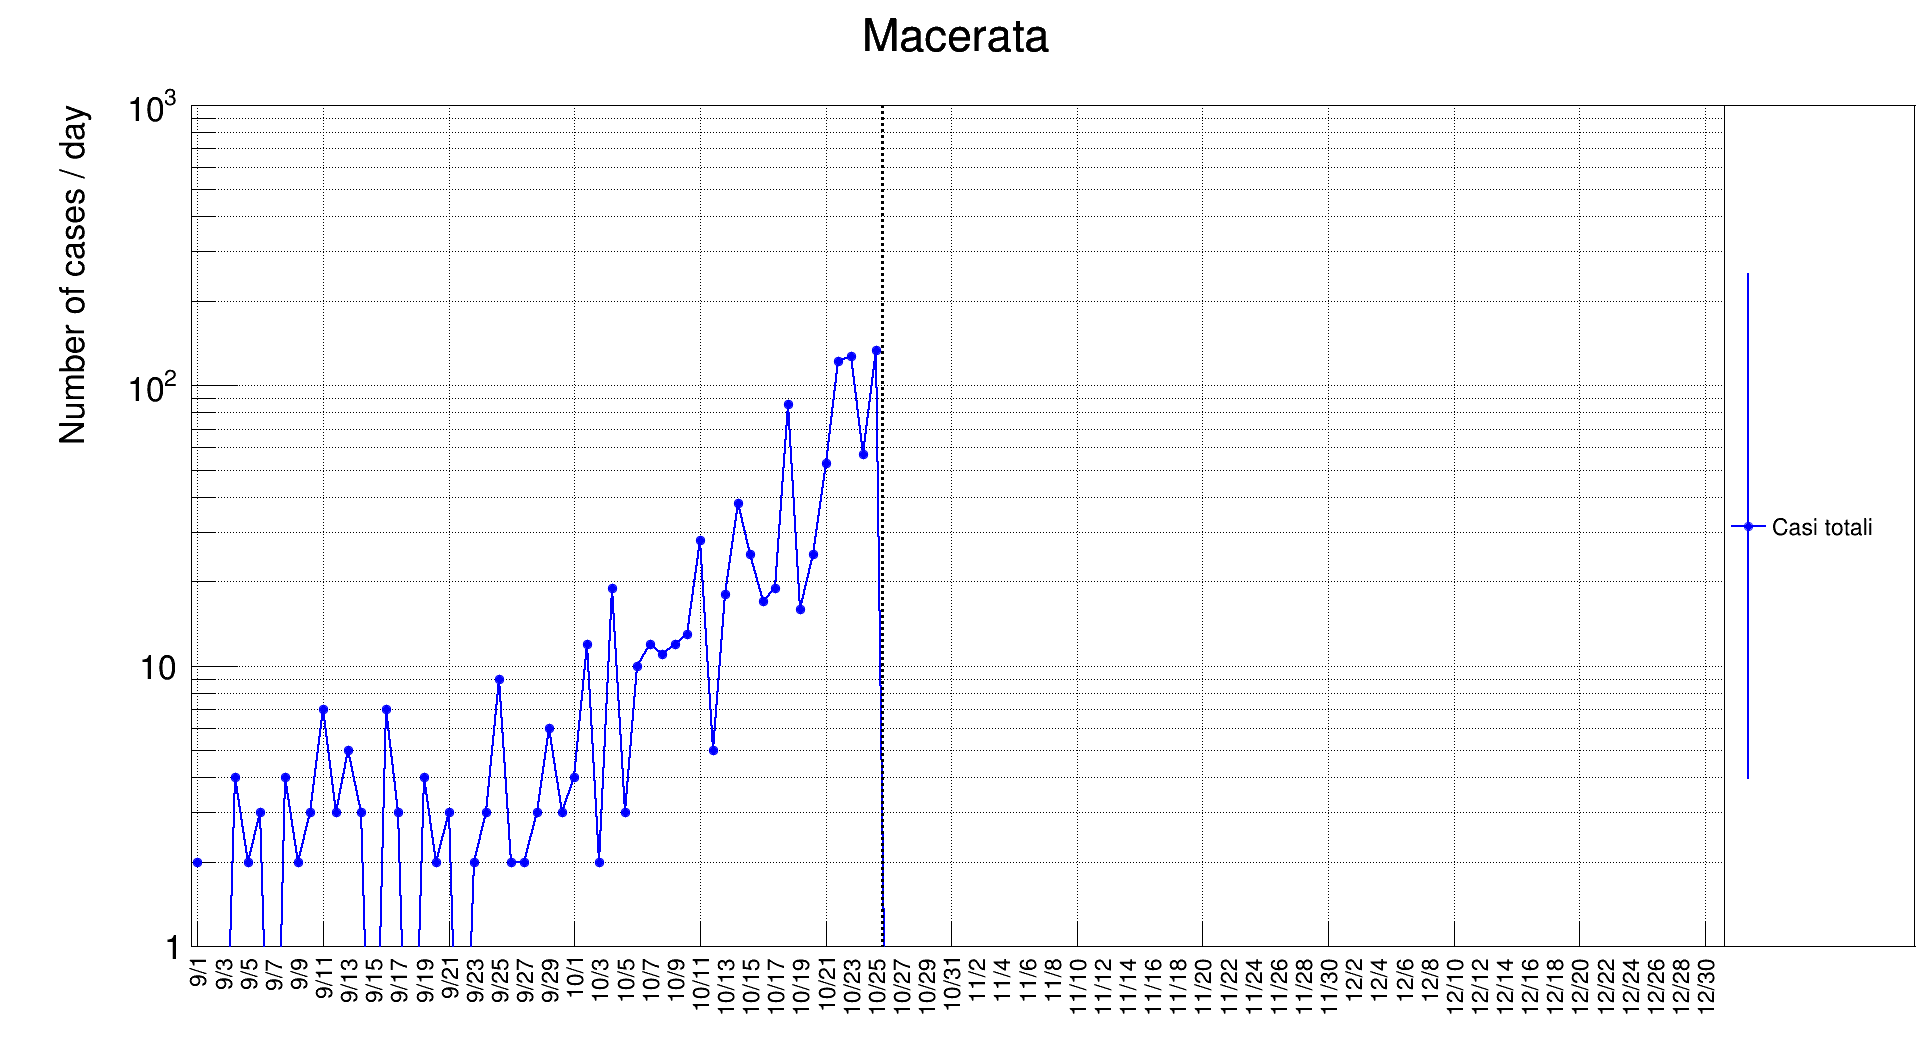 Macerata
Number of cases / day
10³
10²
10
1
9/1 9/3 9/5 9/7 9/9 9/11 9/13 9/15 9/17 9/19 9/21 9/23 9/25 9/27 9/29 10/1 10/3 10/5 10/7 10/9 10/11 10/13 10/15 10/17 10/19 10/21 10/23 10/25 10/27 10/29 10/31 11/2 11/4 11/6 11/8 11/10 11/12 11/14 11/16 11/18 11/20 11/22 11/24 11/26 11/28 11/30 12/2 12/4 12/6 12/8 12/10 12/12 12/14 12/16 12/18 12/20 12/22 12/24 12/26 12/28 12/30
Casi totali